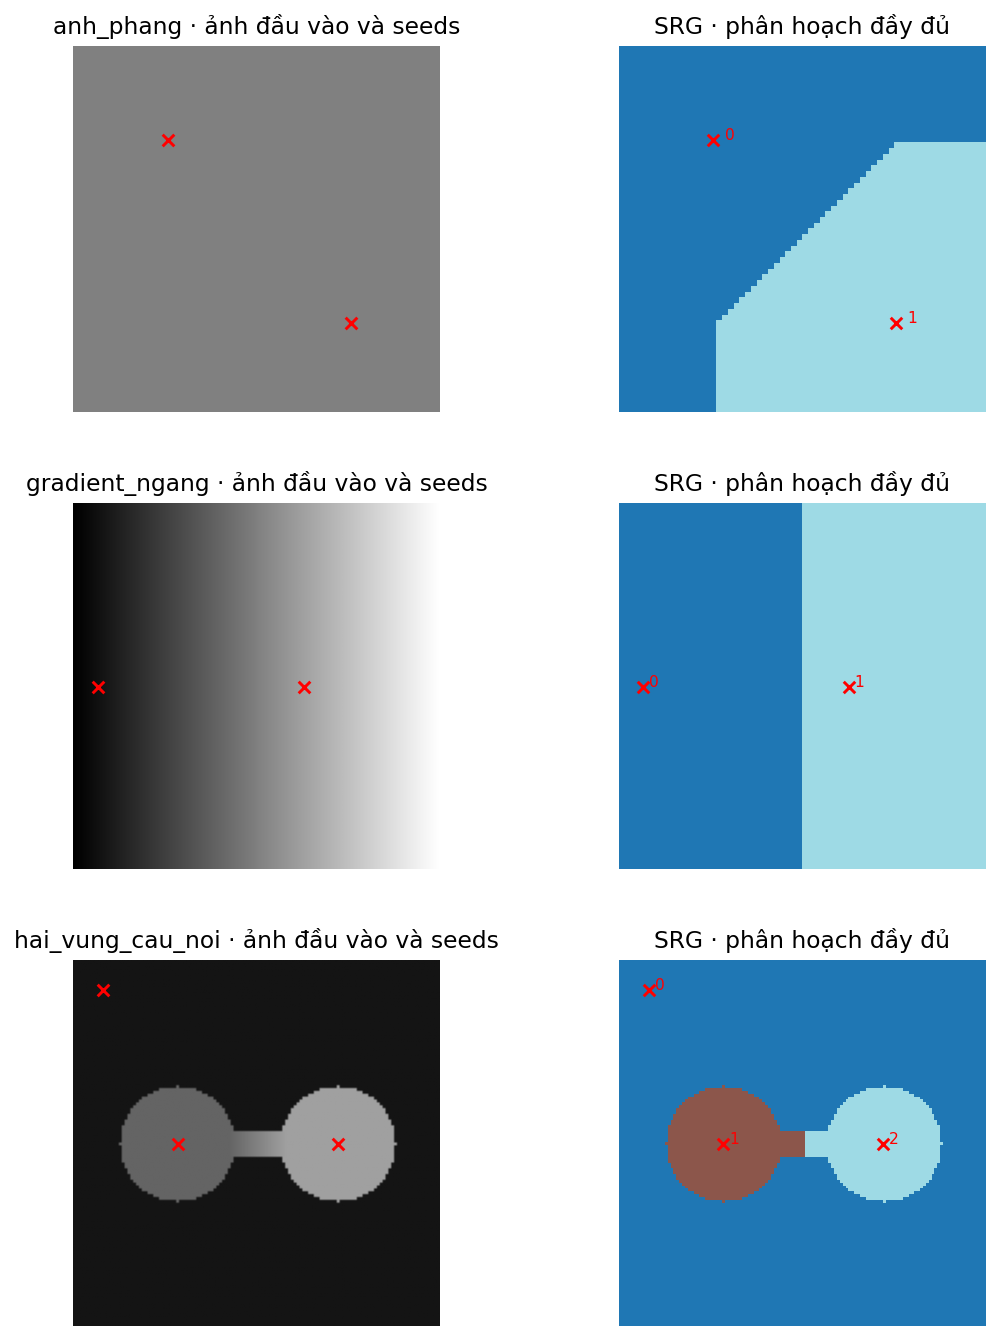 anh_phang · ảnh đầu vào và seeds
SRG · phân hoạch đầy đủ
0
1
gradient_ngang · ảnh đầu vào và seeds
SRG · phân hoạch đầy đủ
0
1
hai_vung_cau_noi · ảnh đầu vào và seeds
SRG · phân hoạch đầy đủ
0
1
2